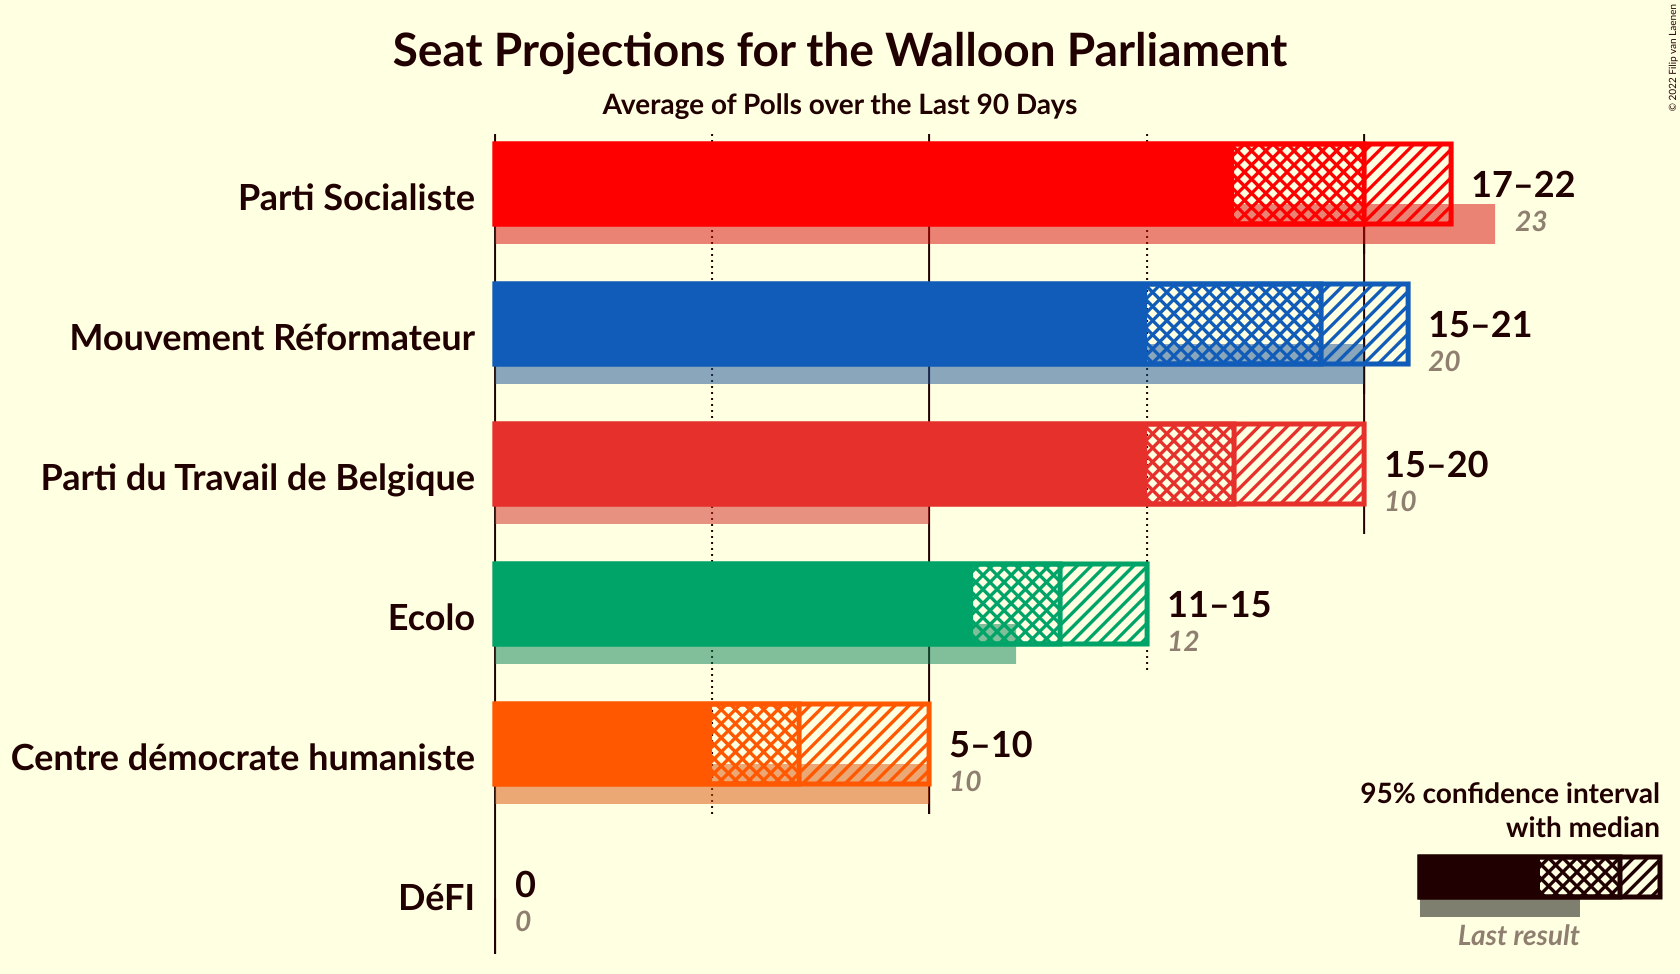 Seat Projections for the Walloon Parliament
Average of Polls over the Last 90 Days
© 2022 Filip van Laenen
Parti Socialiste
17–22
23
Mouvement Réformateur
15–21
20
Parti du Travail de Belgique
15–20
10
Ecolo
11–15
12
Centre démocrate humaniste
5–10
10
DéFI
0
0
95% confidence interval
with median
Last result